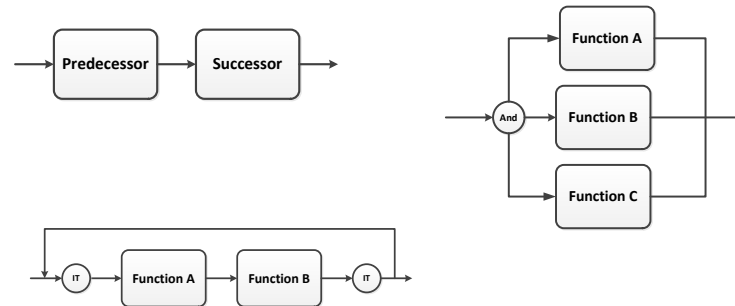 Predecessor
Successor
Function A
And
Function B
Function C
IT
Function A
Function B
IT